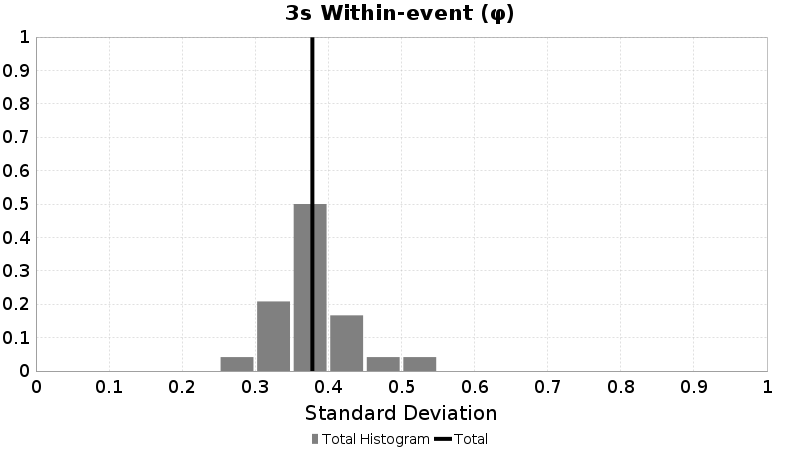 3s Within-event (φ)
1
0.9
0.8
0.7
0.6
0.5
0.4
0.3
0.2
0.1
0
0 0.1 0.2 0.3 0.4 0.5 0.6 0.7 0.8 0.9 1
Standard Deviation
Total Histogram Total